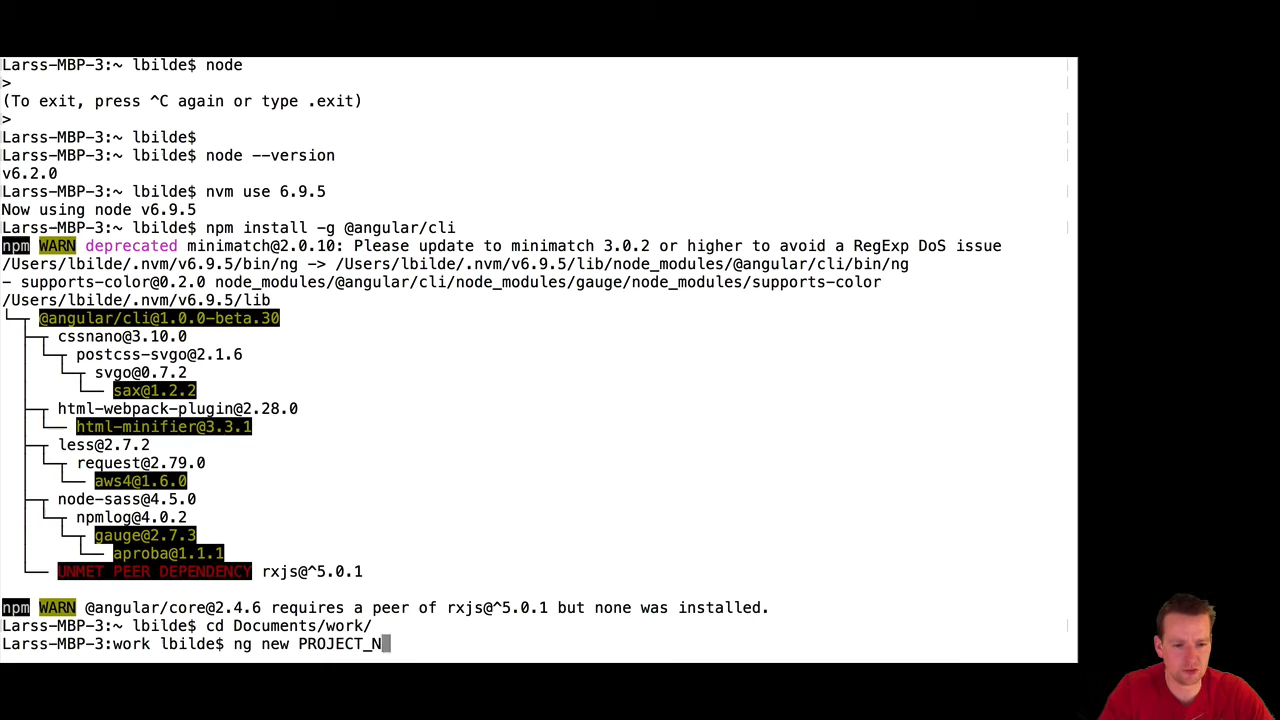 Larss-MBP-3:~ lbilde$ node
>
(To exit, press ^C again or type .exit)
>
Larss-MBP-3:~ lbilde$
Larss-MBP-3:~ lbilde$ node --version
v6.2.0
Larss-MBP-3:~ lbilde$ nvm use 6.9.5
Now using node v6.9.5
Larss-MBP-3:~ lbilde$ npm install -g @angular/cli
npm WARN deprecated minimatch@2.0.10: Please update to minimatch 3.0.2 or higher to avoid a RegExp DoS issue
/Users/lbilde/.nvm/v6.9.5/bin/ng -> /Users/lbilde/.nvm/v6.9.5/lib/node_modules/@angular/cli/bin/ng
- supports-color@0.2.0 node_modules/@angular/cli/node_modules/gauge/node_modules/supports-color
/Users/lbilde/.nvm/v6.9.5/lib
└─┬ @angular/cli@1.0.0-beta.30
  ├─┬ cssnano@3.10.0
  │ └─┬ postcss-svgo@2.1.6
  │   └─┬ svgo@0.7.2
  │     └── sax@1.2.2
  ├─┬ html-webpack-plugin@2.28.0
  │ └── html-minifier@3.3.1
  ├─┬ less@2.7.2
  │ └─┬ request@2.79.0
  │   └── aws4@1.6.0
  ├─┬ node-sass@4.5.0
  │ └─┬ npmlog@4.0.2
  │   └─┬ gauge@2.7.3
  │     └── aproba@1.1.1
  └── UNMET PEER DEPENDENCY rxjs@^5.0.1
npm WARN @angular/core@2.4.6 requires a peer of rxjs@^5.0.1 but none was installed.
Larss-MBP-3:~ lbilde$ cd Documents/work/
Larss-MBP-3:work lbilde$ ng new PROJECT_N